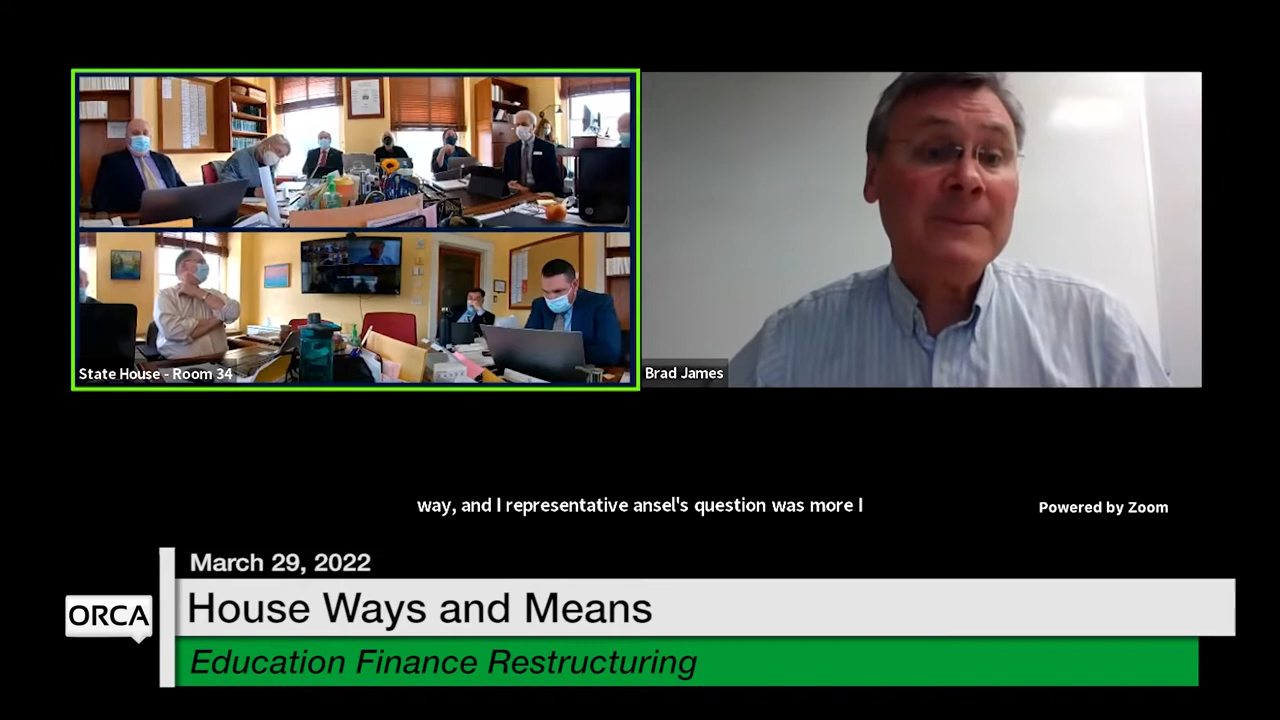 State House - Room 34
Brad James
way, and I representative ansel's question was more I
Powered by Zoom
March 29, 2022
ORCA
House Ways and Means
Education Finance Restructuring